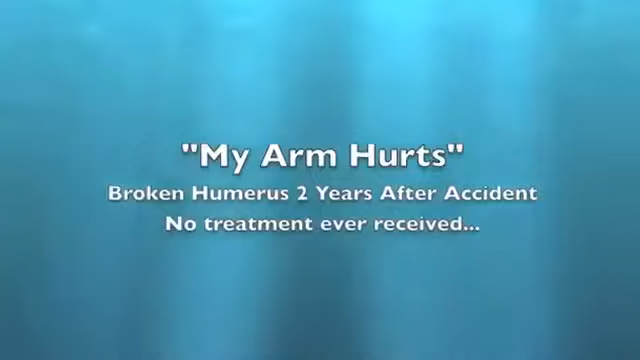 "My Arm Hurts"
Broken Humerus 2 Years After Accident
No treatment ever received...